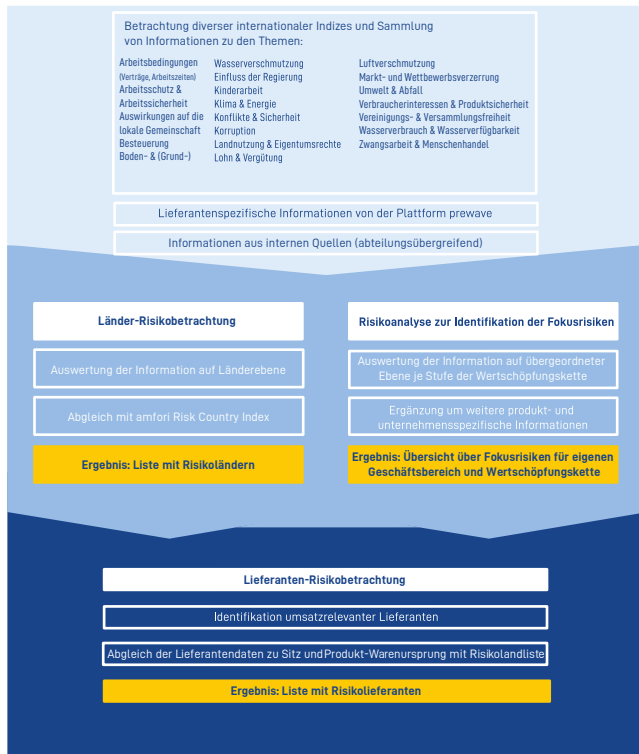 Betrachtung diverser internationaler Indizes und Sammlung
von Informationen zu den Themen:
Arbeitsbedingungen
(Verträge, Arbeitszeiten)
Arbeitsschutz &
Arbeitssicherheit
Auswirkungen auf die
lokale Gemeinschaft
Besteuerung
Boden- & (Grund-)
Wasserverschmutzung
Einfluss der Regierung
Kinderarbeit
Klima & Energie
Konflikte & Sicherheit
Korruption
Landnutzung & Eigentumsrechte
Lohn & Vergütung
Luftverschmutzung
Markt- und Wettbewerbsverzerrung
Umwelt & Abfall
Verbraucherinteressen & Produktsicherheit
Vereinigungs- & Versammlungsfreiheit
Wasserverbrauch & Wasserverfügbarkeit
Zwangsarbeit & Menschenhandel
Lieferantenspezifische Informationen von der Plattform prewave
Informationen aus internen Quellen (abteilungsübergreifend)
Länder-Risikobetrachtung
Auswertung der Information auf Länderebene
Abgleich mit amfori Risk Country Index
Ergebnis: Liste mit Risikoländern
Risikoanalyse zur Identifikation der Fokusrisiken
Auswertung der Information auf übergeordneter
Ebene je Stufe der Wertschöpfungskette
Ergänzung um weitere produkt- und
unternehmensspezifische Informationen
Ergebnis: Übersicht über Fokusrisiken für eigenen
Geschäftsbereich und Wertschöpfungskette
Lieferanten-Risikobetrachtung
Identifikation umsatzrelevanter Lieferanten
Abgleich der Lieferantendaten zu Sitz und Produkt-Warenursprung mit Risikolandliste
Ergebnis: Liste mit Risikolieferanten